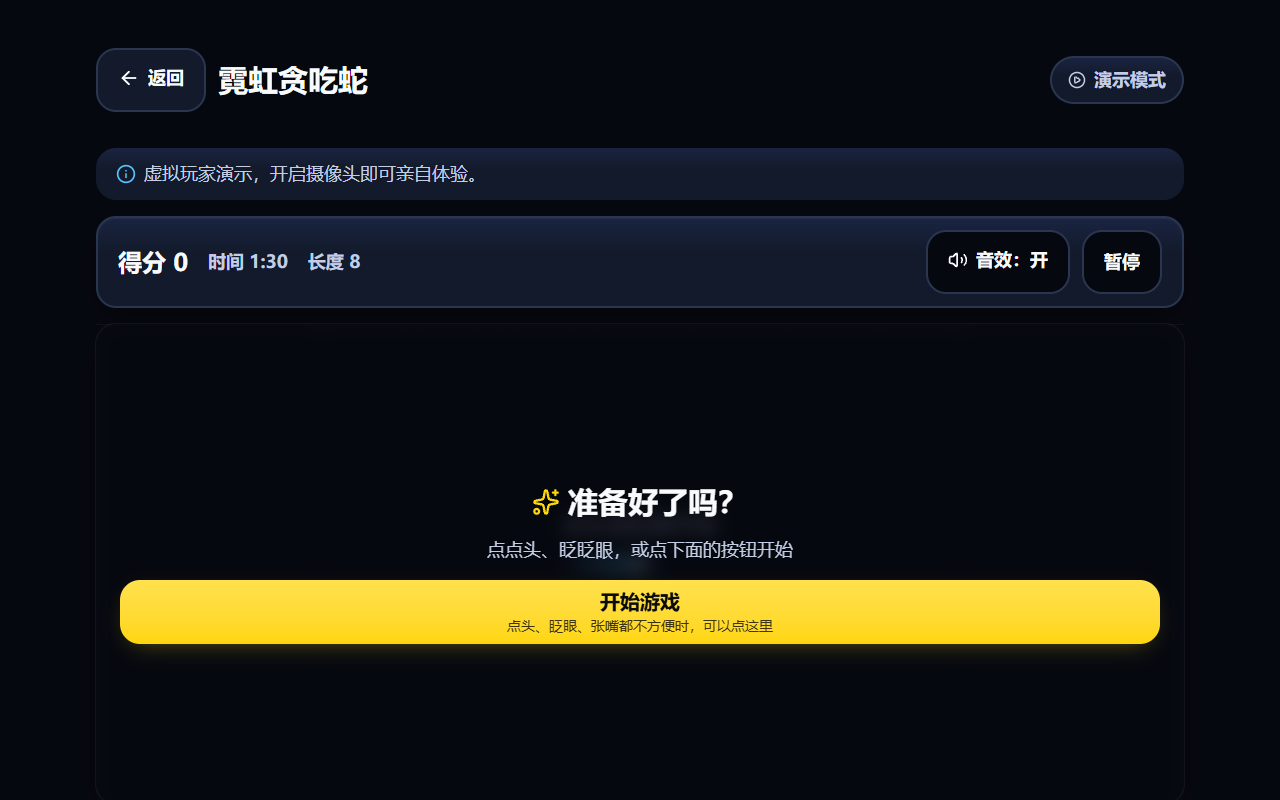 返回
霓虹贪吃蛇
演示模式
虚拟玩家演示，开启摄像头即可亲自体验。
得分 0
时间 1:30
长度 8
音效：开
暂停
准备好了吗？
点点头、眨眨眼，或点下面的按钮开始
开始游戏
点头、眨眼、张嘴都不方便时，可以点这里